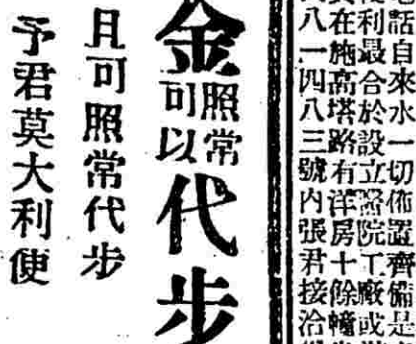 話自來水一切佈置齊備是
利最合於設立醫院工廠或
在施高塔路有洋房十餘幢
八一四八三號內張君接洽
金照常可以代步
且可照常代步
予君莫大利便